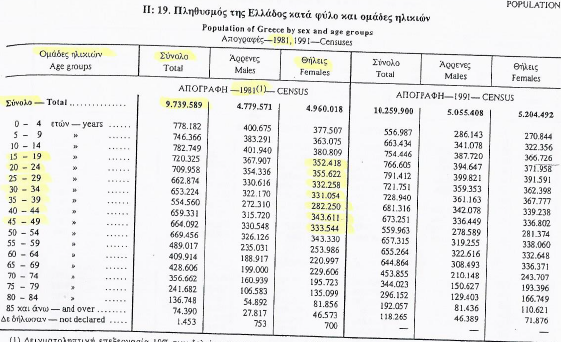 POPULATION
II: 19. Πληθυσμός της Ελλάδος κατά φύλο και ομάδες ηλικιών
Population of Greece by sex and age groups
Απογραφές—1981, 1991—Censuses
Ομάδες ηλικιών Σύνολο Άρρενες Θήλεις Σύνολο Άρρενες Θήλεις
Age groups Total Males Females Total Males Females
ΑΠΟΓΡΑΦΗ —1981(1)— CENSUS ΑΠΟΓΡΑΦΗ—1991—CENSUS
Σύνολο — Total .............. 9.739.589 4.779.571 4.960.018 10.259.900 5.055.408 5.204.492
0 – 4 ετών – years ...... 778.182 400.675 377.507 556.987 286.143 270.844
5 – 9 » ...... 746.366 383.291 363.075 663.434 341.078 322.356
10 – 14 » ...... 782.749 401.940 380.809 754.446 387.720 366.726
15 – 19 » ...... 720.325 367.907 352.418 766.605 394.647 371.958
20 – 24 » ...... 709.958 354.336 355.622 791.412 399.821 391.591
25 – 29 » ...... 662.874 330.616 332.258 721.751 359.353 362.398
30 – 34 » ...... 653.224 322.170 331.054 728.940 361.163 367.777
35 – 39 » ...... 554.560 272.310 282.250 681.316 342.078 339.238
40 – 44 » ...... 659.331 315.720 343.611 673.251 336.449 336.802
45 – 49 » ...... 664.092 330.548 333.544 559.963 278.589 281.374
50 – 54 » ...... 669.456 326.126 343.330 657.315 319.255 338.060
55 – 59 » ...... 489.017 235.031 253.986 655.264 322.616 332.648
60 – 64 » ...... 409.914 188.917 220.997 644.864 308.493 336.371
65 – 69 » ...... 428.606 199.000 229.606 453.855 210.148 243.707
70 – 74 » ...... 356.662 160.939 195.723 344.023 150.627 193.396
75 – 79 » ...... 241.682 106.583 135.099 296.152 129.403 166.749
80 – 84 » ...... 136.748 54.892 81.856 192.057 81.436 110.621
85 και άνω — and over ...... 74.390 27.817 46.573 118.265 46.389 71.876
Δε δήλωσαν — not declared 1.453 753 700 — — —